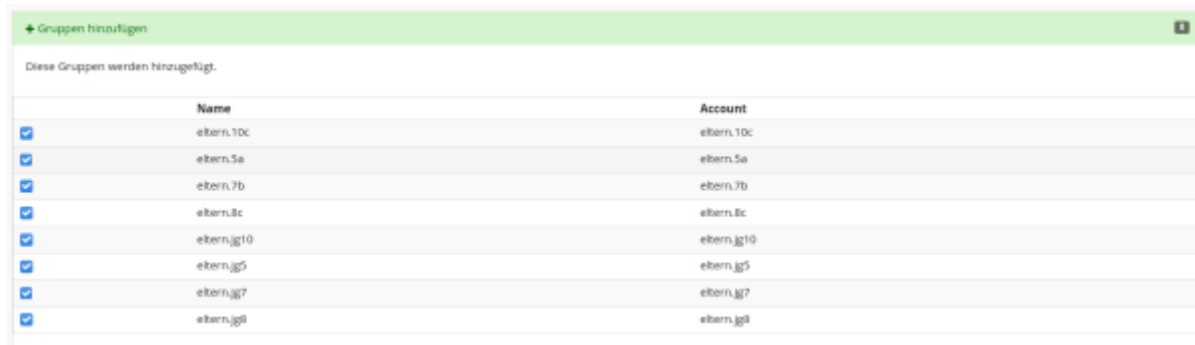 Gruppen hinzufügen
Diese Gruppen werden hinzugefügt.
Name Account
eltern.10c eltern.10c
eltern.5a eltern.5a
eltern.7b eltern.7b
eltern.8c eltern.8c
eltern.jg10 eltern.jg10
eltern.jg5 eltern.jg5
eltern.jg7 eltern.jg7
eltern.jg8 eltern.jg8